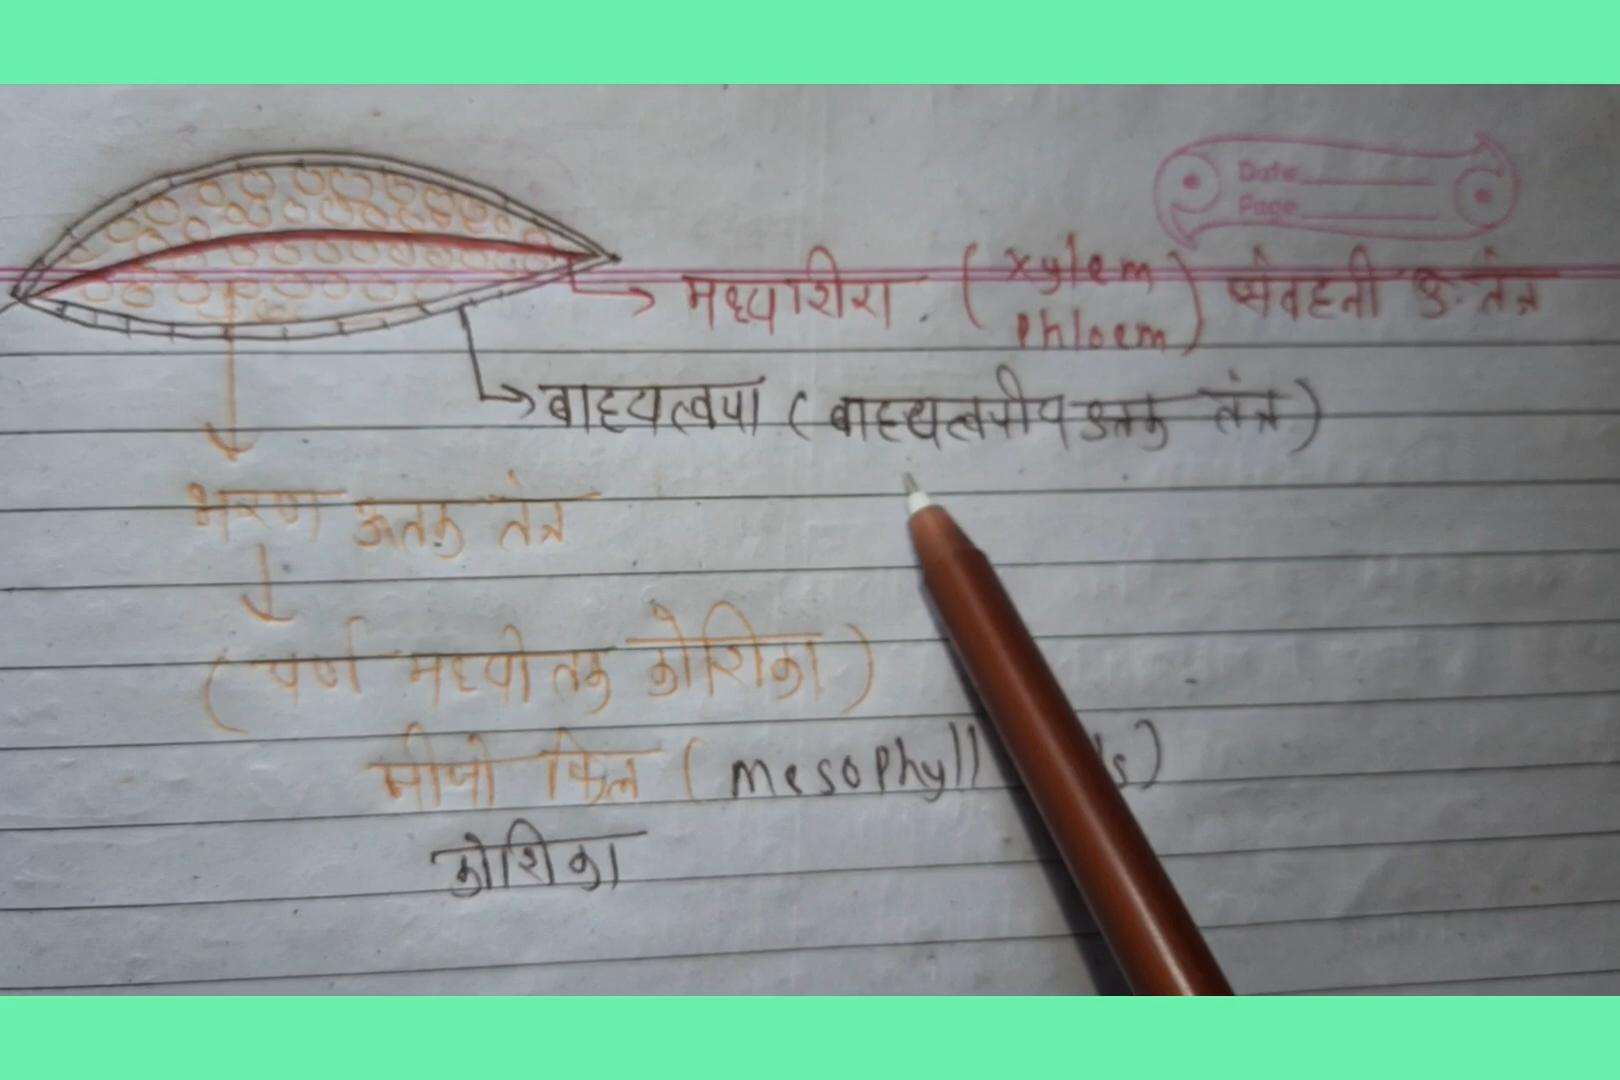 Date
Page
मध्यशिरा . ( xylem phloem ) संवहनी ऊ. तंत्र
बाह्यत्वचा ( बाह्यत्वचीय ऊतक तंत्र )
भरण ऊतक तंत्र
( पर्ण मध्योतक कोशिका )
मीजो फिल ( mesophyll
कोशिका